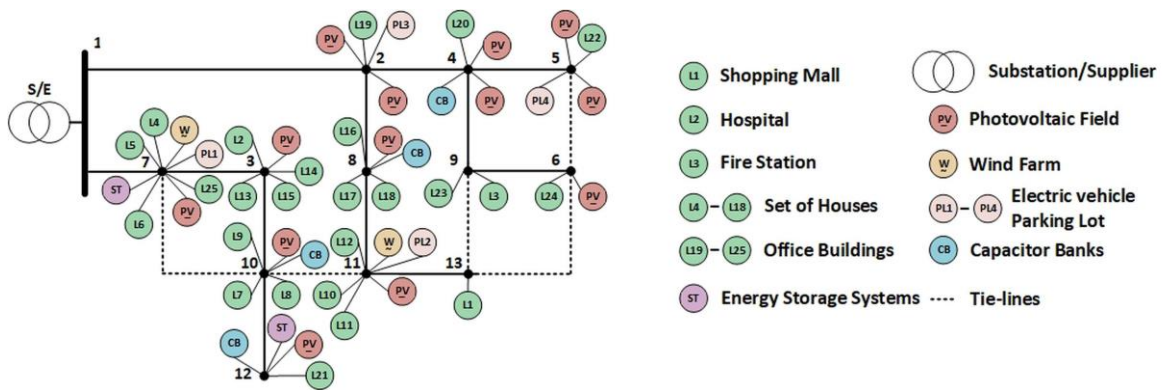 1
S/E
L19
PL3
PV
2
PV
L20
PV
4
CB
PV
PV
L22
5
PL4
PV
L4
W
L5
PL1
7
ST
L25
PV
L6
L2
PV
3
L14
L13
L15
L16
PV
CB
8
L17
L18
9
L23
L3
6
L24
PV
L9
PV
CB
10
L7
L8
L12
W
PL2
11
L10
PV
L11
13
L1
CB
ST
PV
12
L21
L1 Shopping Mall
L2 Hospital
L3 Fire Station
L4 - L18 Set of Houses
L19 - L25 Office Buildings
ST Energy Storage Systems
Substation/Supplier
PV Photovoltaic Field
W Wind Farm
PL1 - PL4 Electric vehicle
Parking Lot
CB Capacitor Banks
Tie-lines